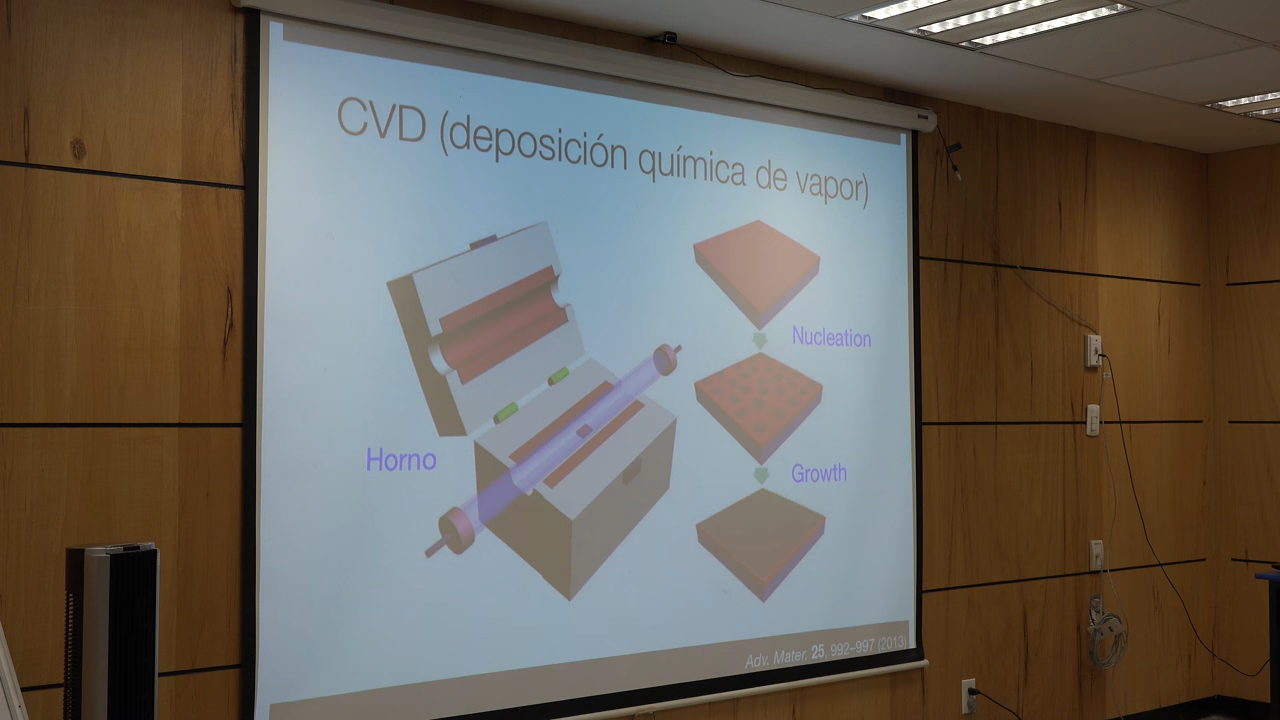 CVD (deposición química de vapor)
Nucleation
Horno
Growth
Adv. Mater. 25, 992–997 (2013)